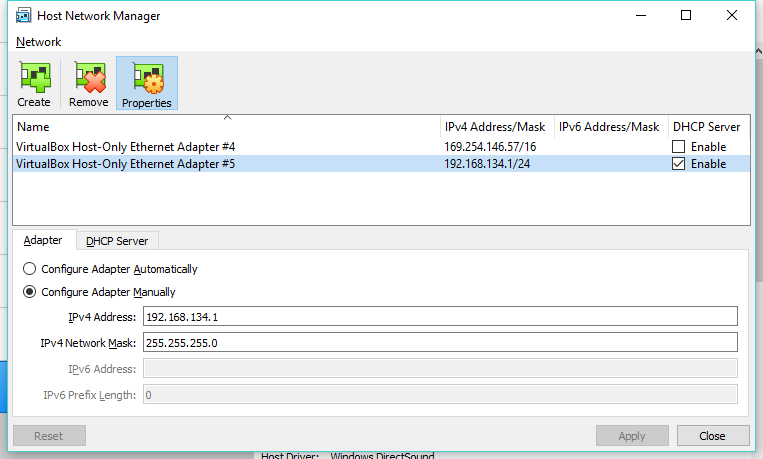 Host Network Manager
Network
Create Remove Properties
Name IPv4 Address/Mask IPv6 Address/Mask DHCP Server
VirtualBox Host-Only Ethernet Adapter #4 169.254.146.57/16 Enable
VirtualBox Host-Only Ethernet Adapter #5 192.168.134.1/24 Enable
Adapter DHCP Server
Configure Adapter Automatically
Configure Adapter Manually
IPv4 Address: 192.168.134.1
IPv4 Network Mask: 255.255.255.0
IPv6 Address:
IPv6 Prefix Length: 0
Reset Apply Close
Host Driver: Windows DirectSound